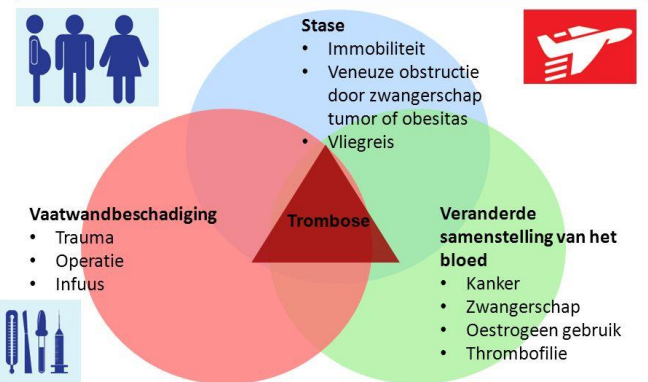 Stase
• Immobiliteit
• Veneuze obstructie
door zwangerschap
tumor of obesitas
• Vliegreis
Trombose
Vaatwandbeschadiging
• Trauma
• Operatie
• Infuus
Veranderde
samenstelling van het
bloed
• Kanker
• Zwangerschap
• Oestrogeen gebruik
• Thrombofilie